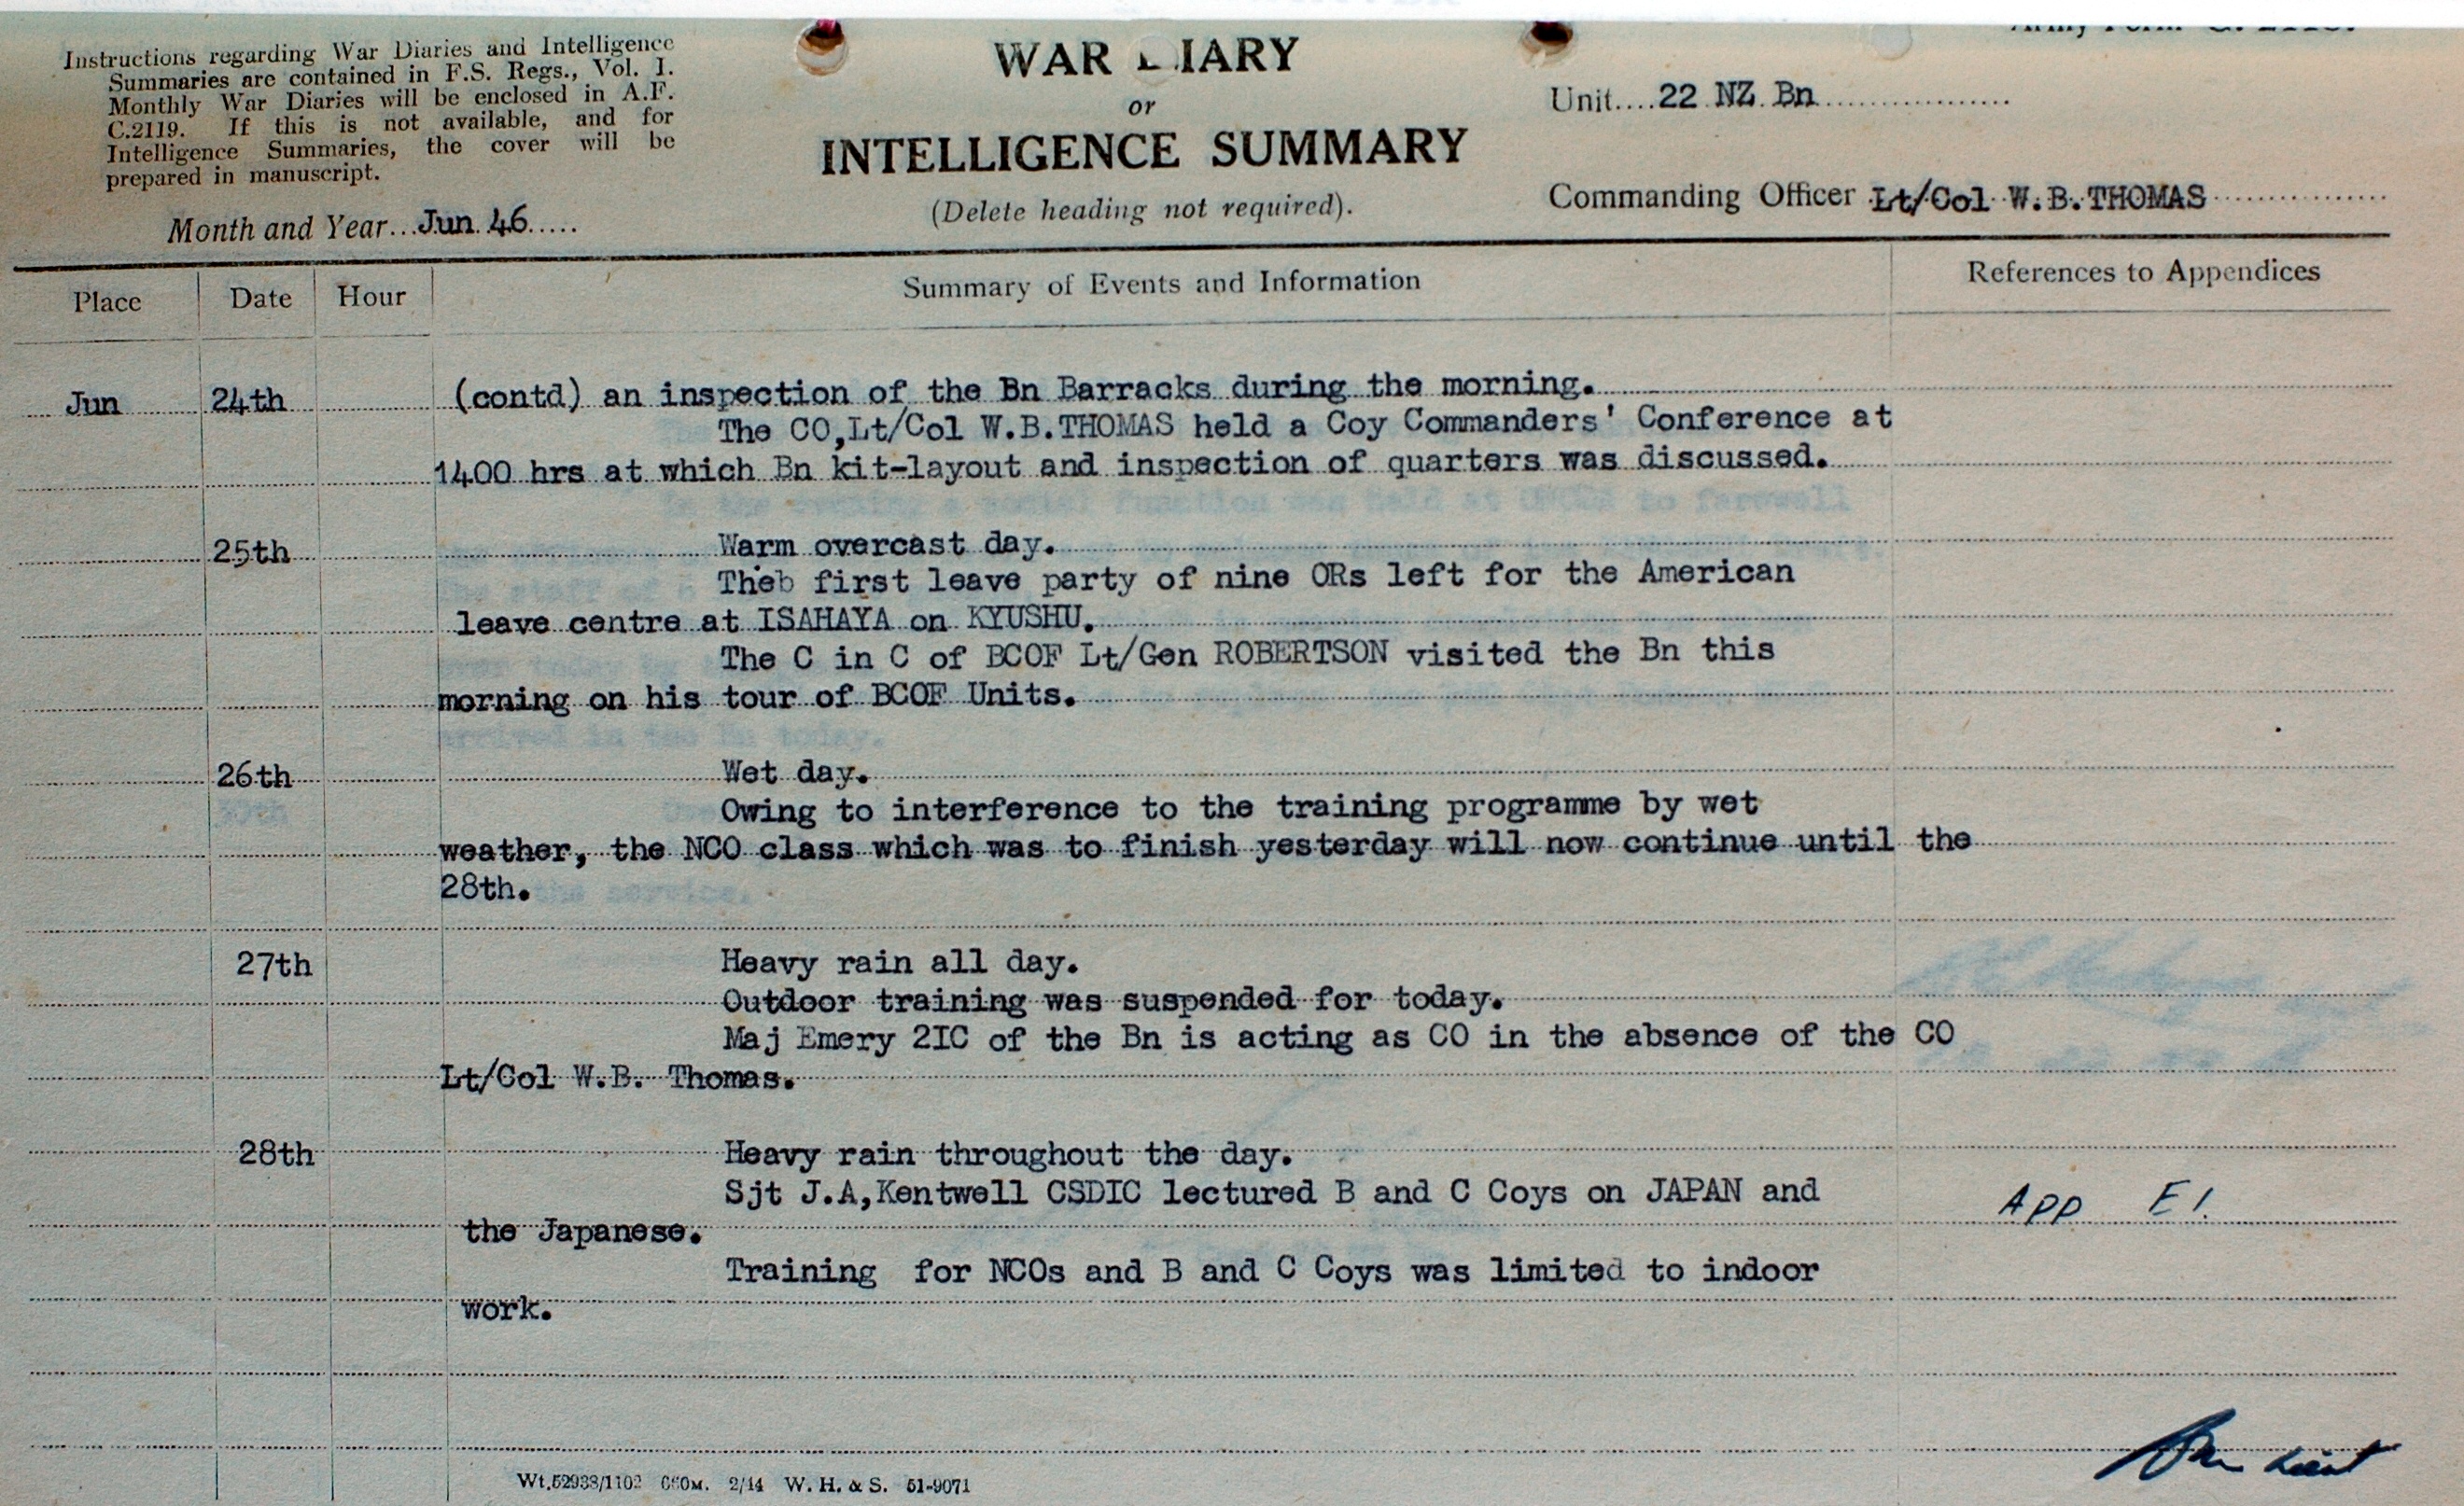 Instructions regarding War Diaries and Intelligence
Summaries are contained in F.S. Regs., Vol. I.
Monthly War Diaries will be enclosed in A.F.
C.2119. If this is not available, and for
Intelligence Summaries, the cover will be
prepared in manuscript.
Month and Year...Jun 46.....
WAR DIARY
or
INTELLIGENCE SUMMARY
(Delete heading not required).
Unit....22 NZ Bn
Commanding Officer Lt/Col W.B.THOMAS
Place Date Hour Summary of Events and Information References to Appendices
Jun 24th (contd) an inspection of the Bn Barracks during the morning.
The CO,Lt/Col W.B.THOMAS held a Coy Commanders' Conference at
1400 hrs at which Bn kit-layout and inspection of quarters was discussed.
25th Warm overcast day.
Theb first leave party of nine ORs left for the American
leave centre at ISAHAYA on KYUSHU.
The C in C of BCOF Lt/Gen ROBERTSON visited the Bn this
morning on his tour of BCOF Units.
26th Wet day.
Owing to interference to the training programme by wet
weather, the NCO class which was to finish yesterday will now continue until the
28th.
27th Heavy rain all day.
Outdoor training was suspended for today.
Maj Emery 2IC of the Bn is acting as CO in the absence of the CO
Lt/Col W.B. Thomas.
28th Heavy rain throughout the day.
Sjt J.A,Kentwell CSDIC lectured B and C Coys on JAPAN and
the Japanese. APP E1.
Training for NCOs and B and C Coys was limited to indoor
work.
Lieut
Wt.52938/1102 660M. 2/44 W. H. & S. 51-9071